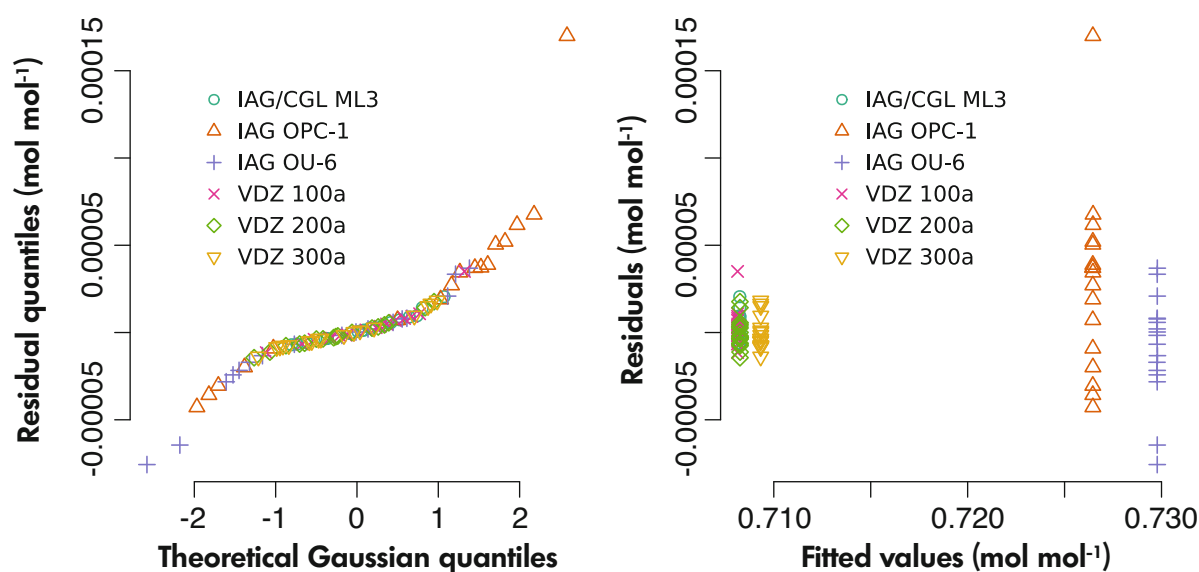 Residual quantiles (mol mol⁻¹)
0.00015
0.00005
-0.00005
IAG/CGL ML3
IAG OPC-1
IAG OU-6
VDZ 100a
VDZ 200a
VDZ 300a
-2 -1 0 1 2
Theoretical Gaussian quantiles
Residuals (mol mol⁻¹)
0.00015
0.00005
-0.00005
IAG/CGL ML3
IAG OPC-1
IAG OU-6
VDZ 100a
VDZ 200a
VDZ 300a
0.710 0.720 0.730
Fitted values (mol mol⁻¹)